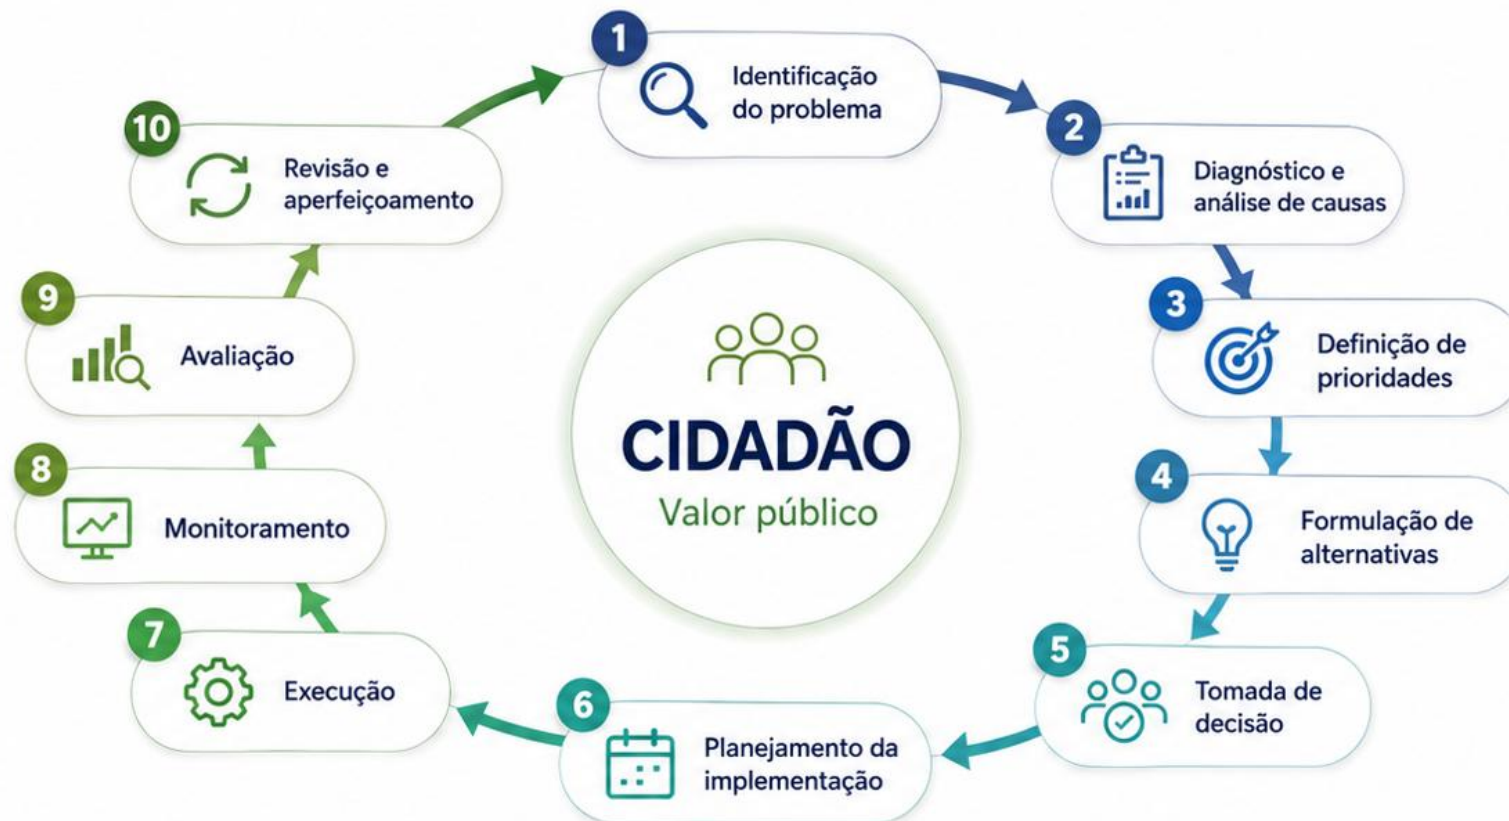 1
Identificação
do problema
2
Diagnóstico e
análise de causas
3
Definição de
prioridades
4
Formulação de
alternativas
5
Tomada de
decisão
6
Planejamento da
implementação
7
Execução
8
Monitoramento
9
Avaliação
10
Revisão e
aperfeiçoamento
CIDADÃO
Valor público